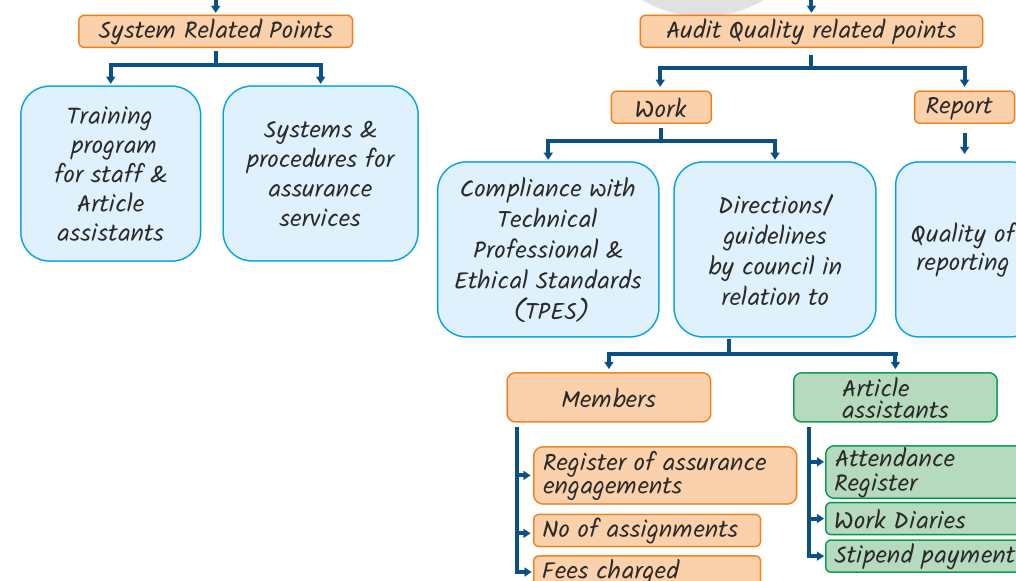 System Related Points
Training
program
for staff &
Article
assistants
Systems &
procedures for
assurance
services
Audit Quality related points
Work
Compliance with
Technical
Professional &
Ethical Standards
(TPES)
Directions/
guidelines
by council in
relation to
Report
Quality of
reporting
Members
Register of assurance
engagements
No of assignments
Fees charged
Article
assistants
Attendance
Register
Work Diaries
Stipend payment